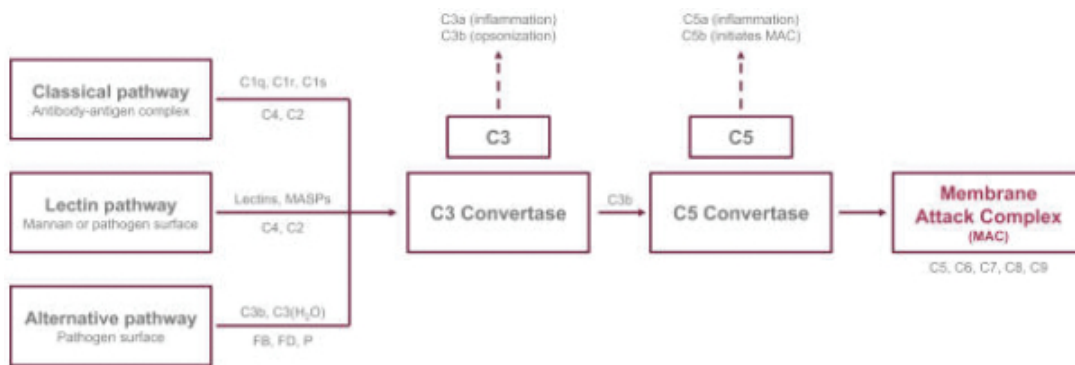 C3a (inflammation)
C3b (opsonization)
C5a (inflammation)
C5b (initiates MAC)
Classical pathway
Antibody-antigen complex
C1q, C1r, C1s
C4, C2
C3
C5
Lectin pathway
Mannan or pathogen surface
Lectins, MASPs
C4, C2
C3 Convertase
C3b
C5 Convertase
Membrane
Attack Complex
(MAC)
C5, C6, C7, C8, C9
Alternative pathway
Pathogen surface
C3b, C3(H₂O)
FB, FD, P